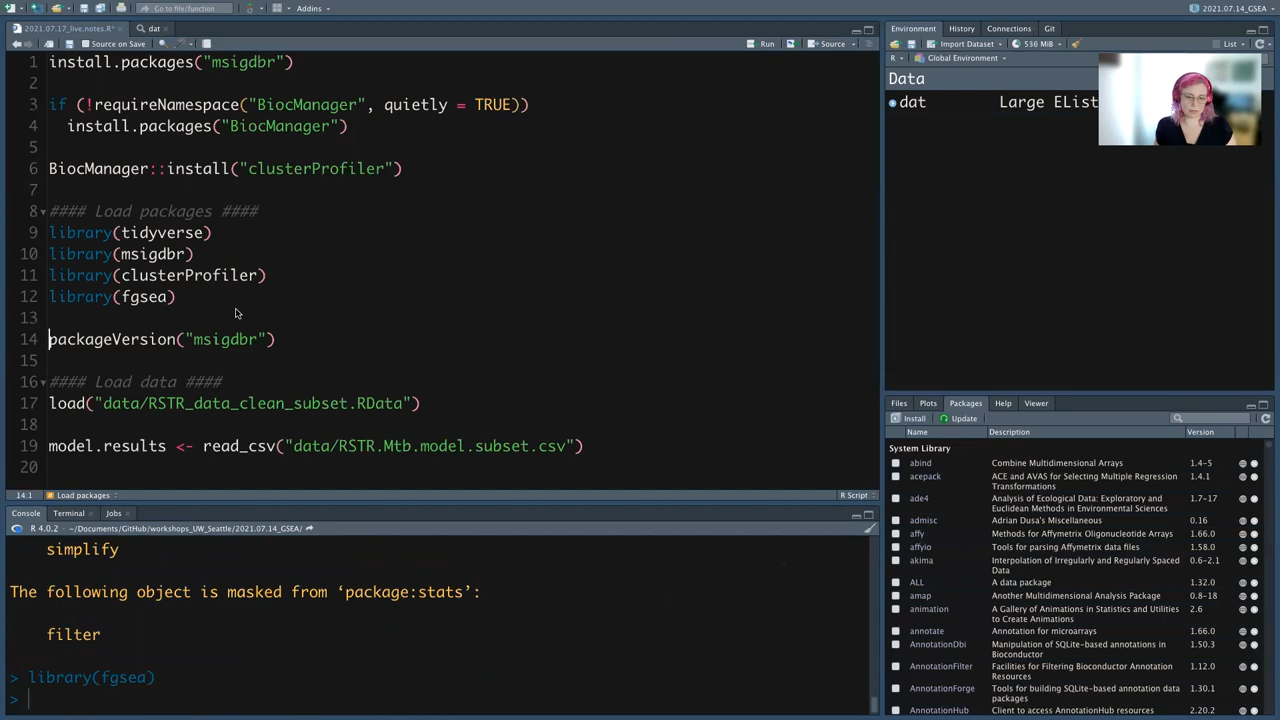 Go to file/function
Addins
2021.07.14_GSEA
2021.07.17_live.notes.R*
dat
Source on Save
Run
Source
1 install.packages("msigdbr")
2
3 if (!requireNamespace("BiocManager", quietly = TRUE))
4 install.packages("BiocManager")
5
6 BiocManager::install("clusterProfiler")
7
8 #### Load packages ####
9 library(tidyverse)
10 library(msigdbr)
11 library(clusterProfiler)
12 library(fgsea)
13
14 packageVersion("msigdbr")
15
16 #### Load data ####
17 load("data/RSTR_data_clean_subset.RData")
18
19 model.results <- read_csv("data/RSTR.Mtb.model.subset.csv")
20
14:1 Load packages R Script
Console Terminal Jobs
R 4.0.2 · ~/Documents/GitHub/workshops_UW_Seattle/2021.07.14_GSEA/
simplify
The following object is masked from ‘package:stats’:
filter
> library(fgsea)
>
Environment History Connections Git
Import Dataset 536 MiB List
R Global Environment
Data
dat Large EList
Files Plots Packages Help Viewer
Install Update
Name Description Version
System Library
abind Combine Multidimensional Arrays 1.4-5
acepack ACE and AVAS for Selecting Multiple Regression Transformations 1.4.1
ade4 Analysis of Ecological Data: Exploratory and Euclidean Methods in Environmental Sciences 1.7-17
admisc Adrian Dusa's Miscellaneous 0.16
affy Methods for Affymetrix Oligonucleotide Arrays 1.66.0
affyio Tools for parsing Affymetrix data files 1.58.0
akima Interpolation of Irregularly and Regularly Spaced Data 0.6-2.1
ALL A data package 1.32.0
amap Another Multidimensional Analysis Package 0.8-18
animation A Gallery of Animations in Statistics and Utilities to Create Animations 2.6
annotate Annotation for microarrays 1.66.0
AnnotationDbi Manipulation of SQLite-based annotations in Bioconductor 1.50.3
AnnotationFilter Facilities for Filtering Bioconductor Annotation Resources 1.12.0
AnnotationForge Tools for building SQLite-based annotation data packages 1.30.1
AnnotationHub Client to access AnnotationHub resources 2.20.2